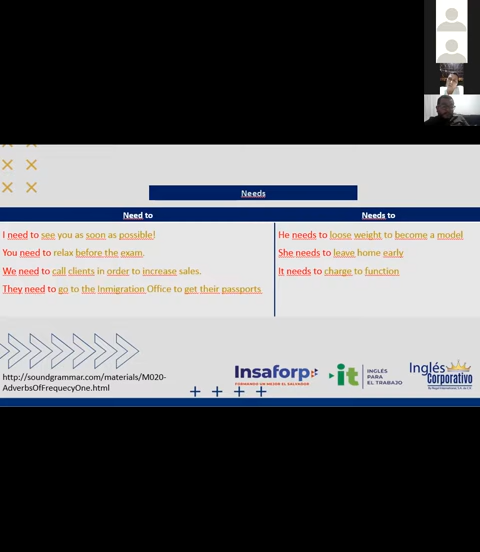 Needs
Need to
Needs to
I need to see you as soon as possible!
You need to relax before the exam.
We need to call clients in order to increase sales.
They need to go to the Inmigration Office to get their passports
He needs to loose weight to become a model
She needs to leave home early
It needs to charge to function
http://soundgrammar.com/materials/M020-
AdverbsOfFrequecyOne.html
Insaforp
FORMANDO UN MEJOR EL SALVADOR
it
INGLÉS
PARA
EL TRABAJO
Inglés
Corporativo